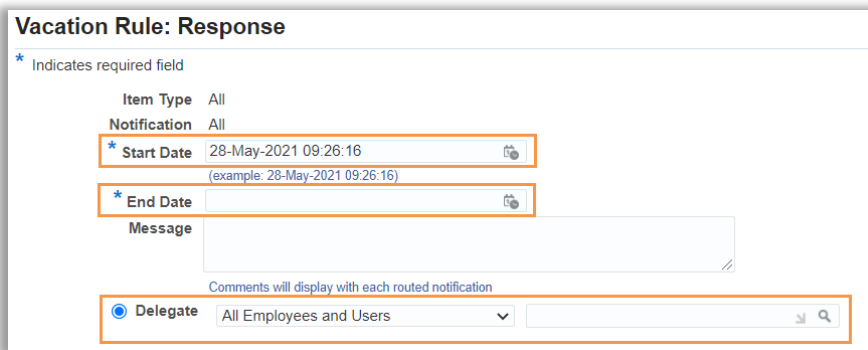 Vacation Rule: Response
* Indicates required field
Item Type All
Notification All
* Start Date 28-May-2021 09:26:16
(example: 28-May-2021 09:26:16)
* End Date
Message
Comments will display with each routed notification
Delegate All Employees and Users